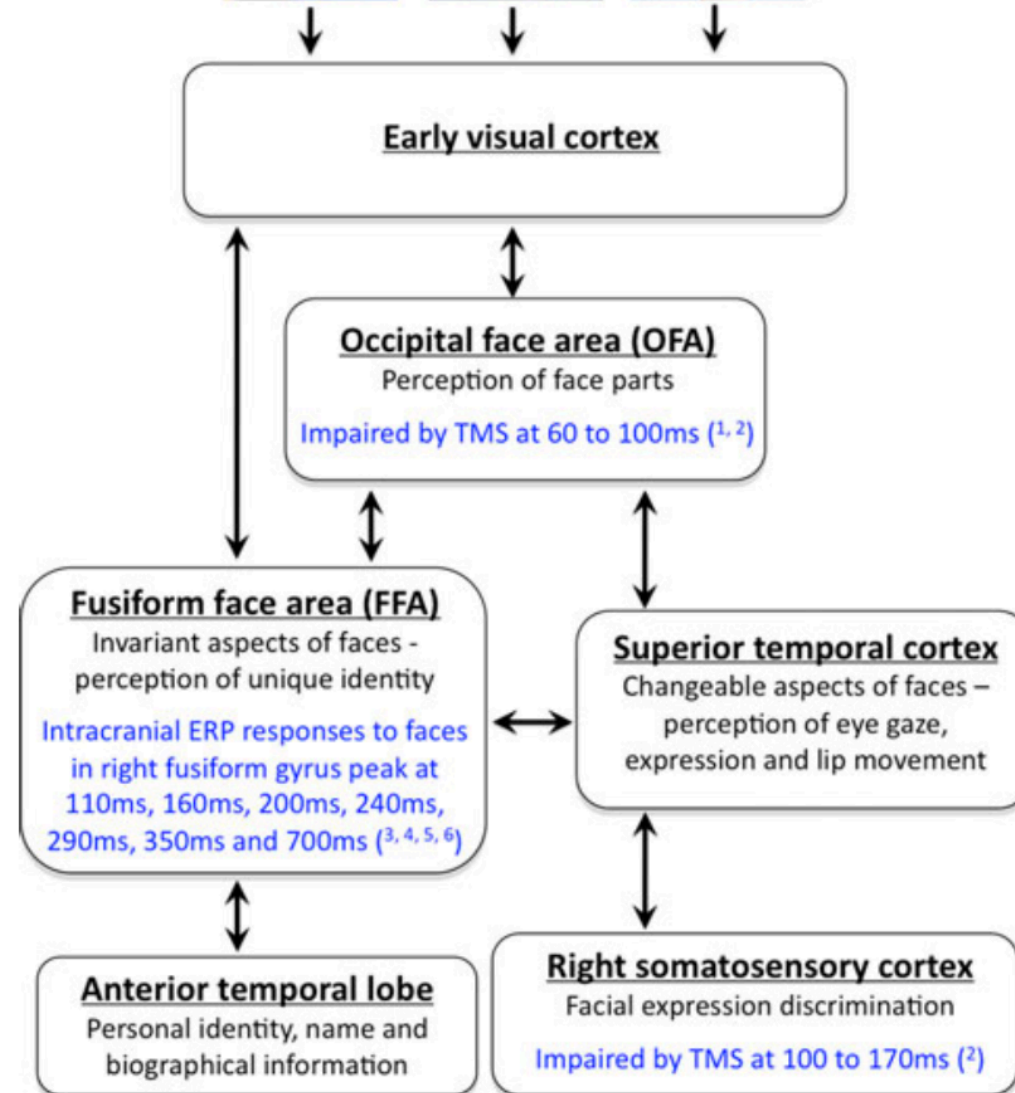 Early visual cortex
Occipital face area (OFA)
Perception of face parts
Impaired by TMS at 60 to 100ms (1, 2)
Fusiform face area (FFA)
Invariant aspects of faces -
perception of unique identity
Intracranial ERP responses to faces
in right fusiform gyrus peak at
110ms, 160ms, 200ms, 240ms,
290ms, 350ms and 700ms (3, 4, 5, 6)
Superior temporal cortex
Changeable aspects of faces –
perception of eye gaze,
expression and lip movement
Anterior temporal lobe
Personal identity, name and
biographical information
Right somatosensory cortex
Facial expression discrimination
Impaired by TMS at 100 to 170ms (2)